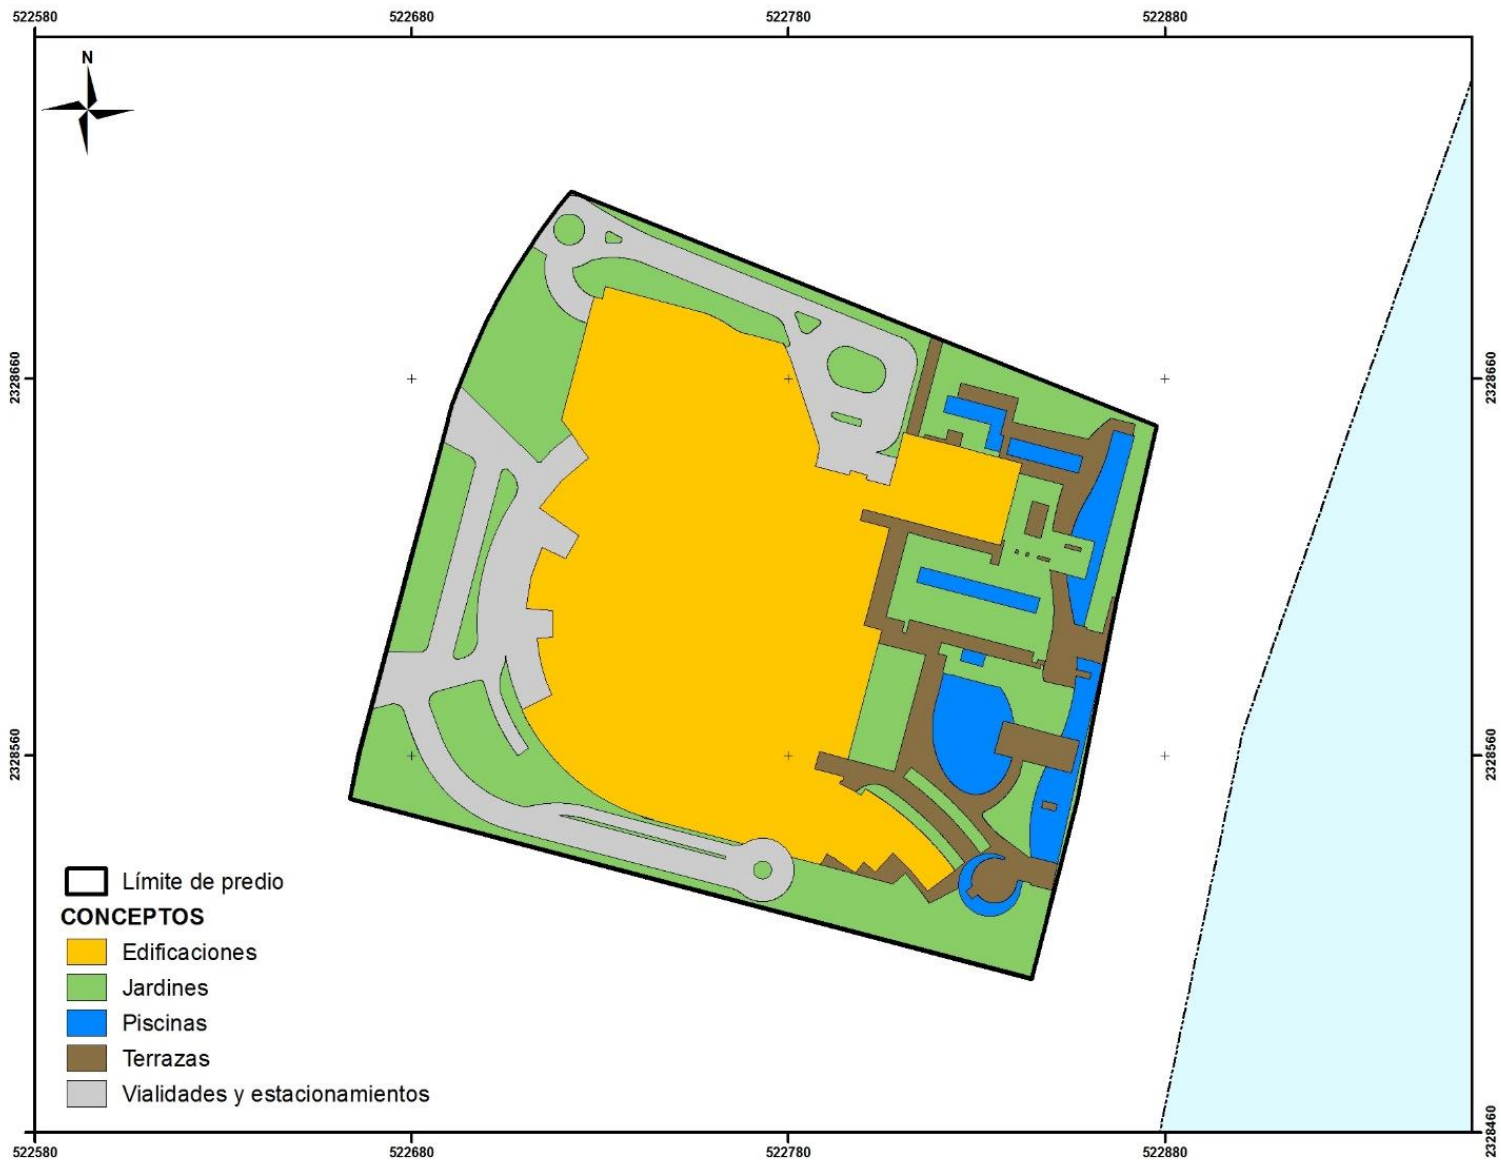 522580 522680 522780 522880
N
2328660 2328660
2328560 2328560
Límite de predio
CONCEPTOS
Edificaciones
Jardines
Piscinas
Terrazas
Vialidades y estacionamientos
2328460
522580 522680 522780 522880